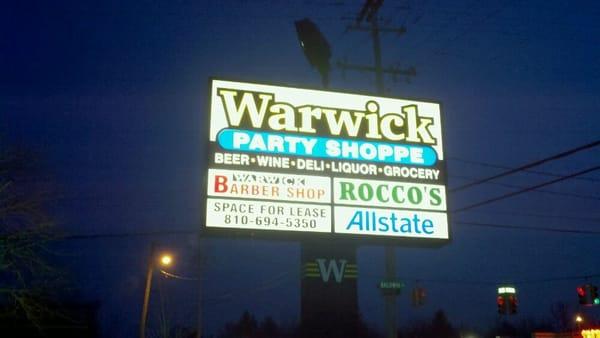 Warwick
PARTY SHOPPE
BEER·WINE·DELI·LIQUOR·GROCERY
WARWICK
BARBER SHOP
ROCCO'S
SPACE FOR LEASE
810-694-5350
Allstate
W
BALDWIN